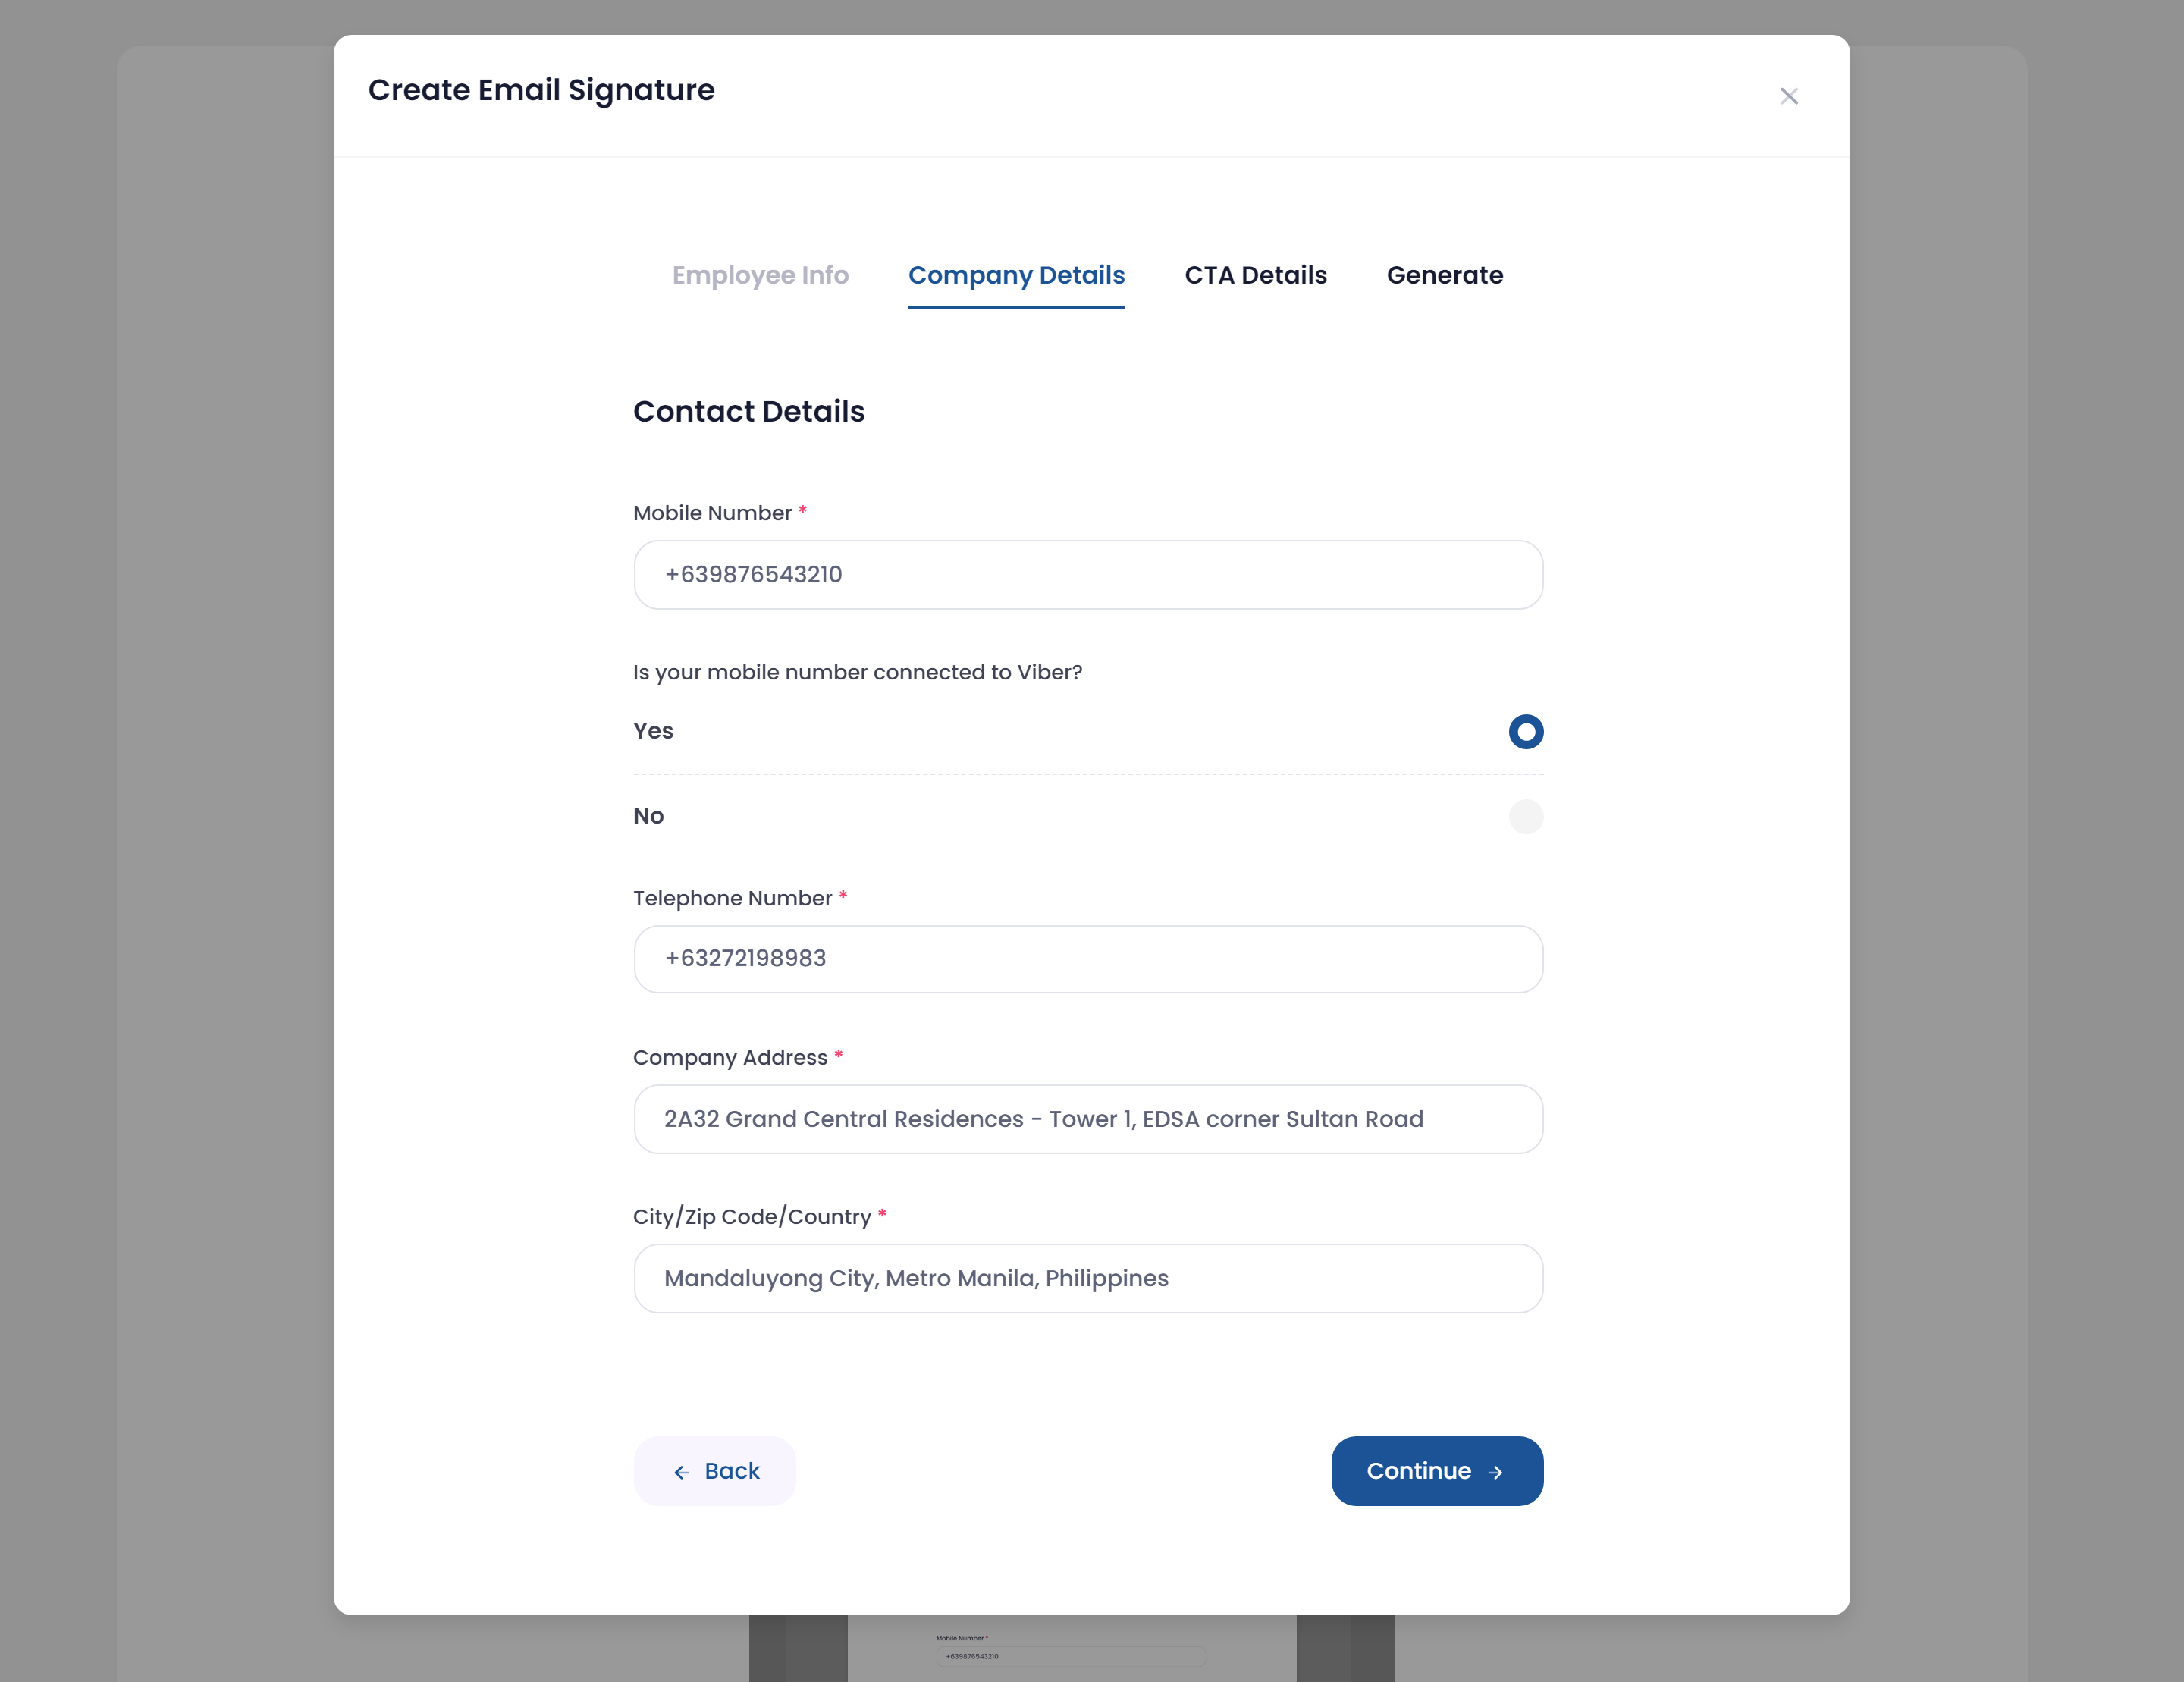 Create Email Signature
Employee Info Company Details CTA Details Generate
Contact Details
Mobile Number *
+639876543210
Is your mobile number connected to Viber?
Yes
No
Telephone Number *
+63272198983
Company Address *
2A32 Grand Central Residences - Tower 1, EDSA corner Sultan Road
City/Zip Code/Country *
Mandaluyong City, Metro Manila, Philippines
Back Continue
Mobile Number *
+639876543210